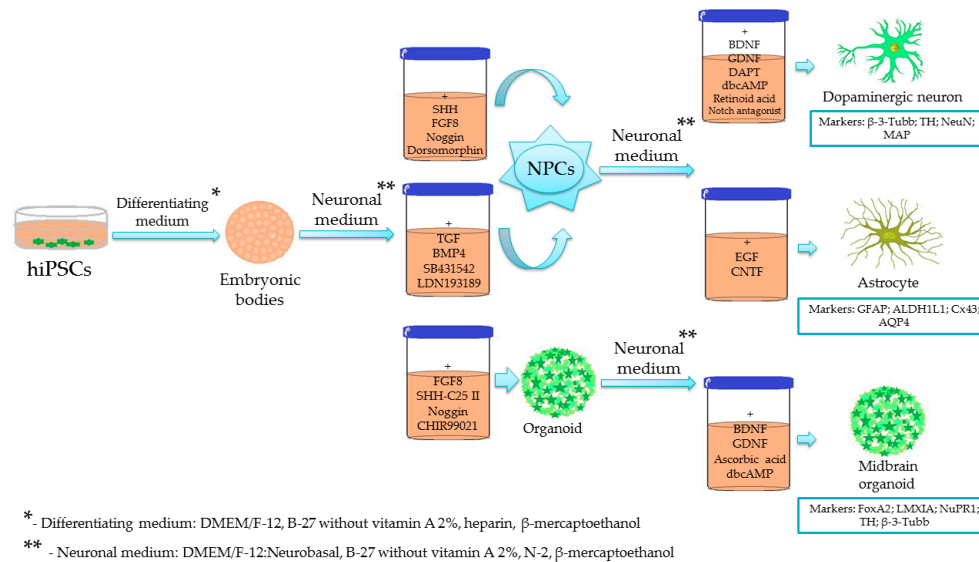 hiPSCs
Differentiating *
medium
Embryonic
bodies
Neuronal **
medium
+
SHH
FGF8
Noggin
Dorsomorphin
+
TGF
BMP4
SB431542
LDN193189
NPCs
Neuronal **
medium
+
BDNF
GDNF
DAPT
dbcAMP
Retinoid acid
Notch antagonist
Dopaminergic neuron
Markers: β-3-Tubb; TH; NeuN;
MAP
+
EGF
CNTF
Astrocyte
Markers: GFAP; ALDH1L1; Cx43;
AQP4
+
FGF8
SHH-C25 II
Noggin
CHIR99021
Organoid
Neuronal **
medium
+
BDNF
GDNF
Ascorbic acid
dbcAMP
Midbrain
organoid
Markers: FoxA2; LMXIA; NuPR1;
TH; β-3-Tubb
*- Differentiating medium: DMEM/F-12, B-27 without vitamin A 2%, heparin, β-mercaptoethanol
** - Neuronal medium: DMEM/F-12:Neurobasal, B-27 without vitamin A 2%, N-2, β-mercaptoethanol